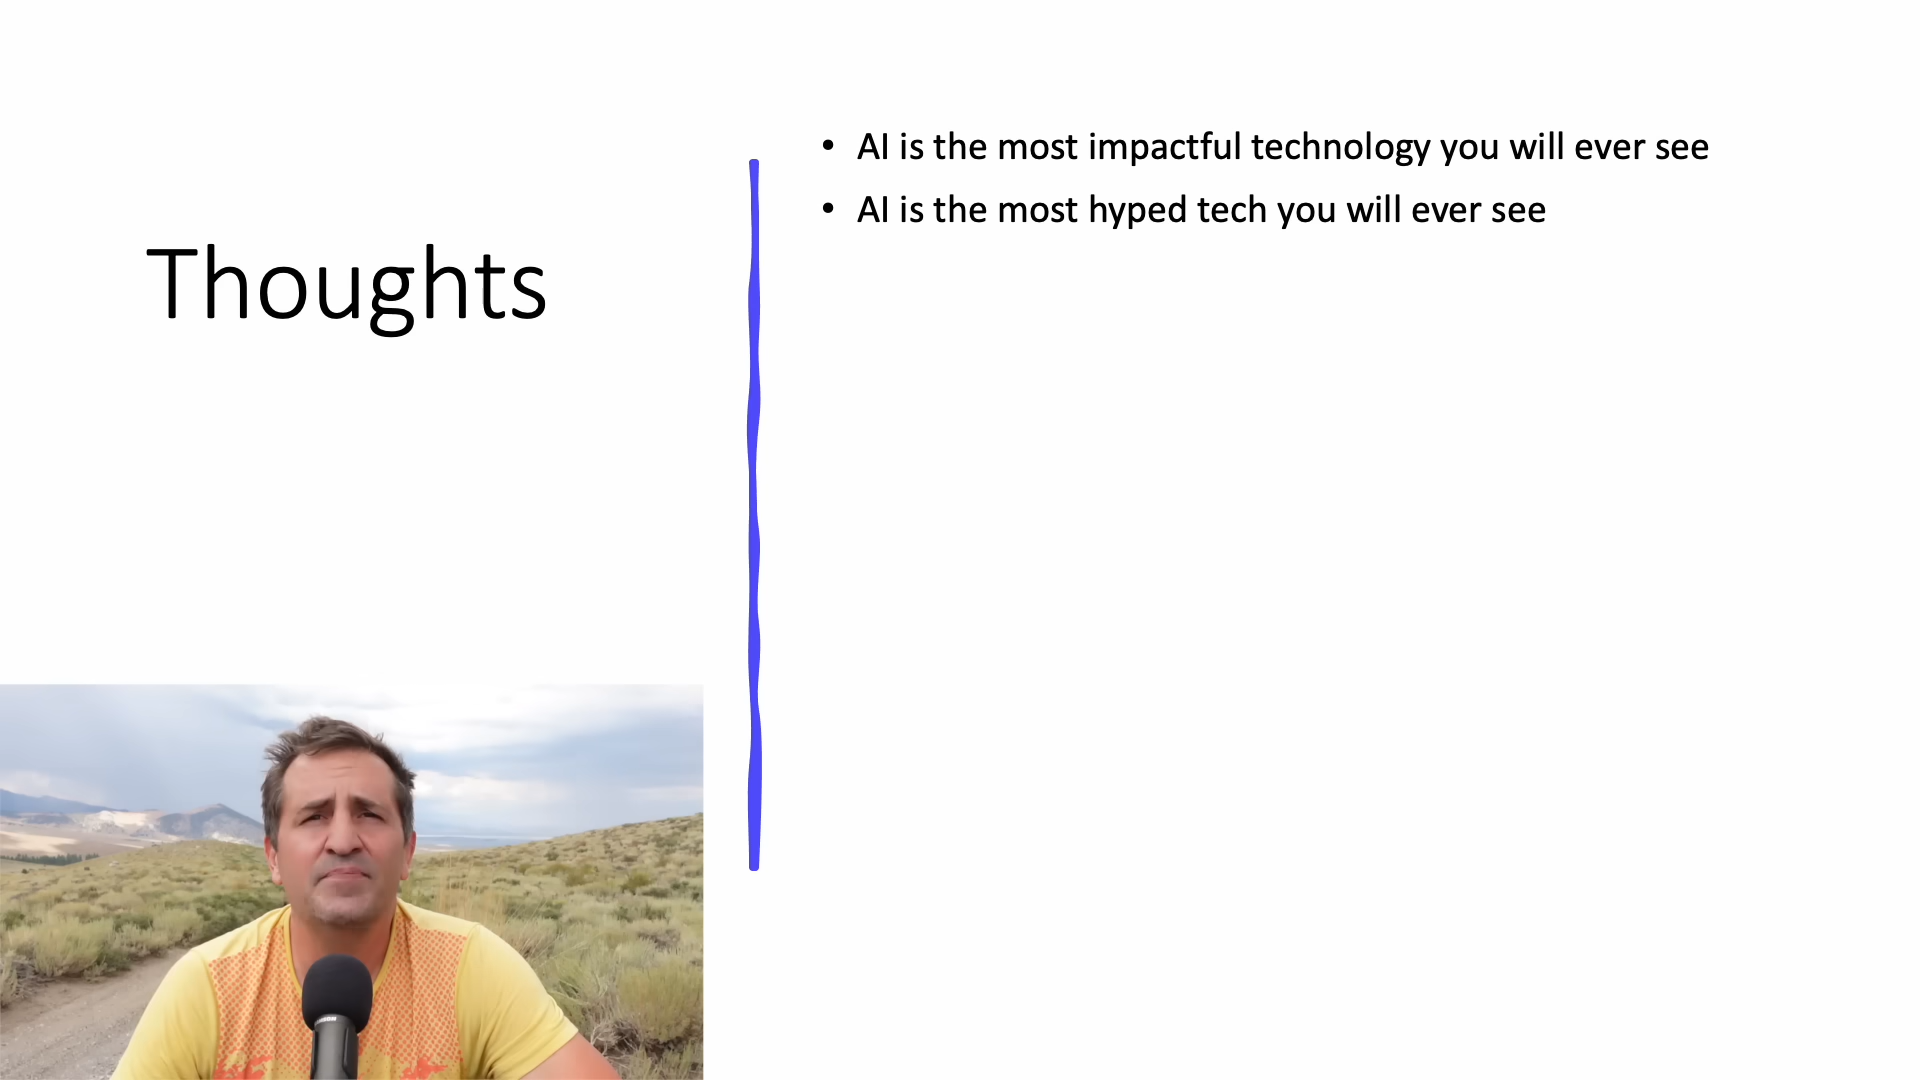 Thoughts
• AI is the most impactful technology you will ever see
• AI is the most hyped tech you will ever see